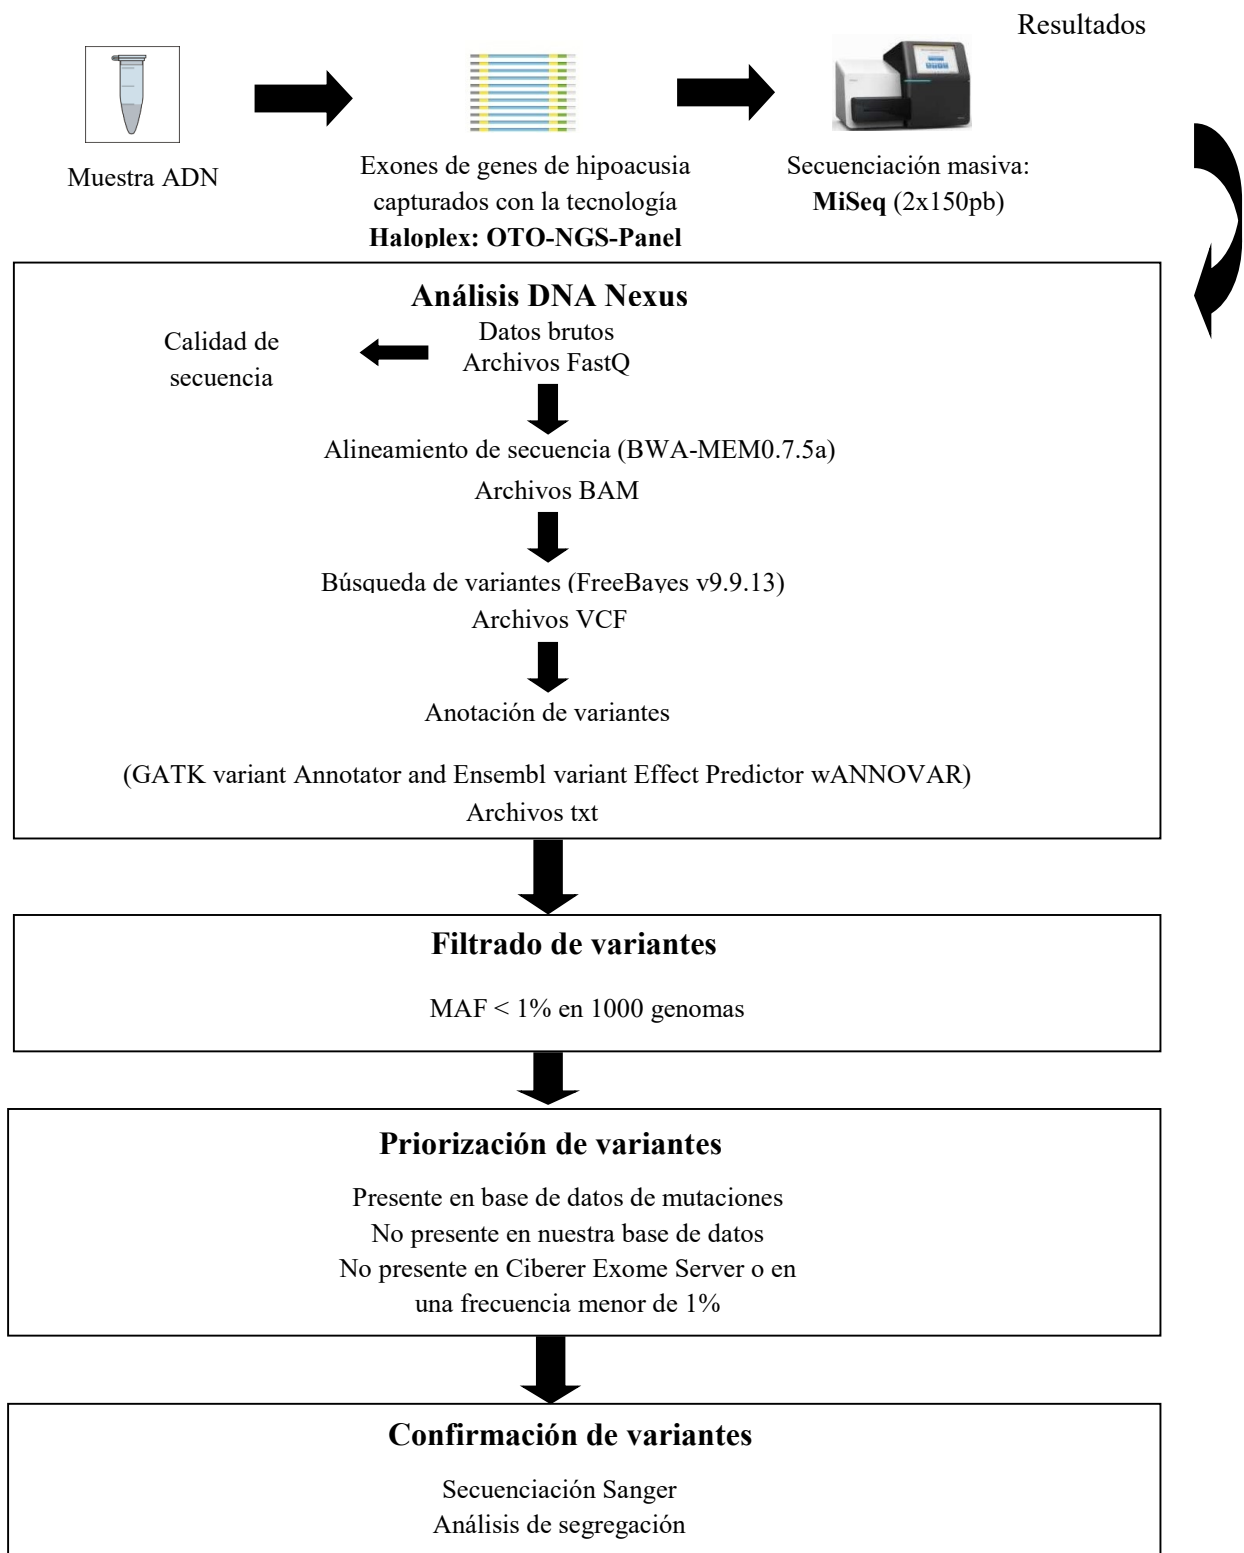 Resultados
Muestra ADN
Exones de genes de hipoacusia
capturados con la tecnología
Haloplex: OTO-NGS-Panel
Secuenciación masiva:
MiSeq (2x150pb)
Análisis DNA Nexus
Datos brutos
Archivos FastQ
Calidad de
secuencia
Alineamiento de secuencia (BWA-MEM0.7.5a)
Archivos BAM
Búsqueda de variantes (FreeBayes v9.9.13)
Archivos VCF
Anotación de variantes
(GATK variant Annotator and Ensembl variant Effect Predictor wANNOVAR)
Archivos txt
Filtrado de variantes
MAF < 1% en 1000 genomas
Priorización de variantes
Presente en base de datos de mutaciones
No presente en nuestra base de datos
No presente en Ciberer Exome Server o en
una frecuencia menor de 1%
Confirmación de variantes
Secuenciación Sanger
Análisis de segregación